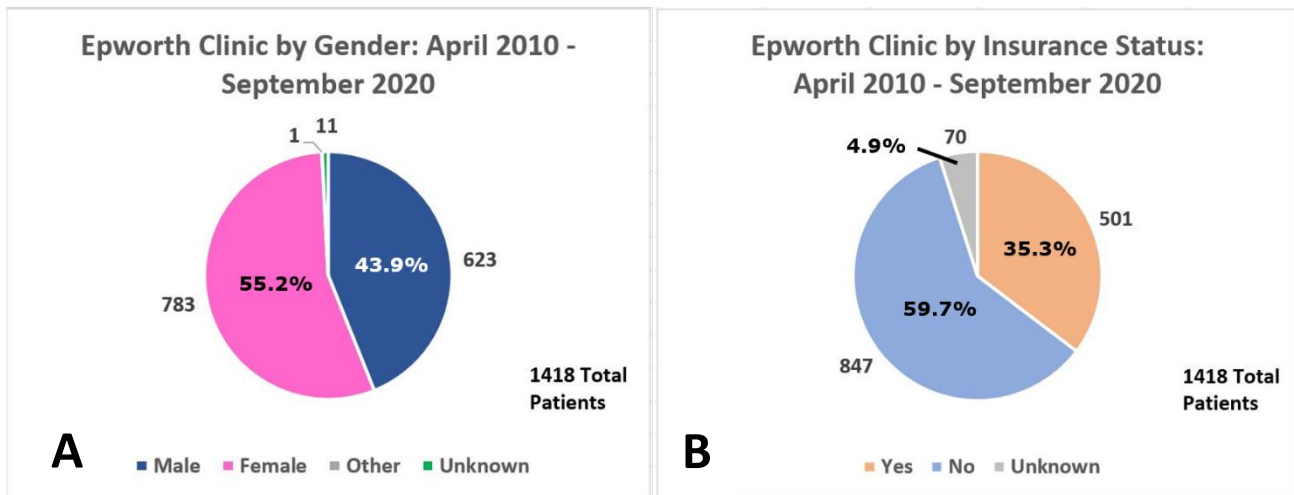 Epworth Clinic by Gender: April 2010 -
September 2020
1 11
43.9%
623
55.2%
783
1418 Total
Patients
A
Male Female Other Unknown
Epworth Clinic by Insurance Status:
April 2010 - September 2020
70
4.9%
501
35.3%
59.7%
847
1418 Total
Patients
B
Yes No Unknown